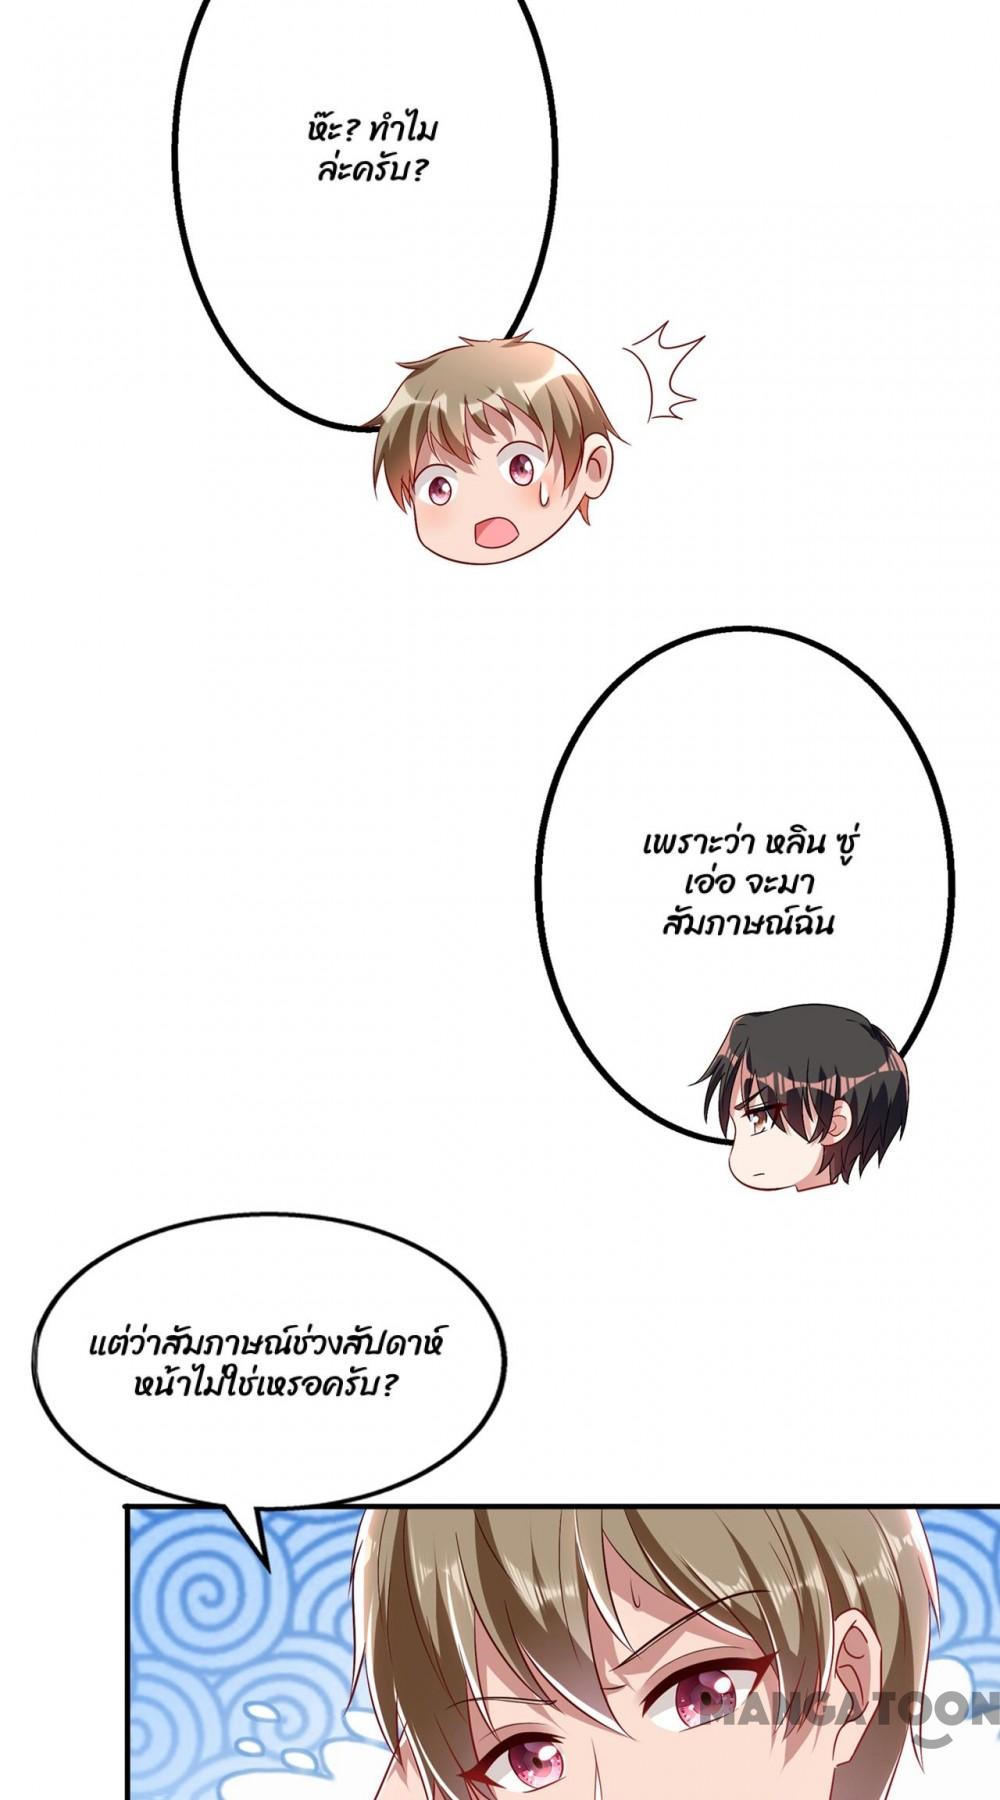 ห๊ะ? ทำไม
ล่ะครับ?
เพราะว่า หลิน ซู่
เอ่อ จะมา
สัมภาษณ์ฉัน
แต่ว่าสัมภาษณ์ช่วงสัปดาห์
หน้าไม่ใช่เหรอครับ?
MANGATOON